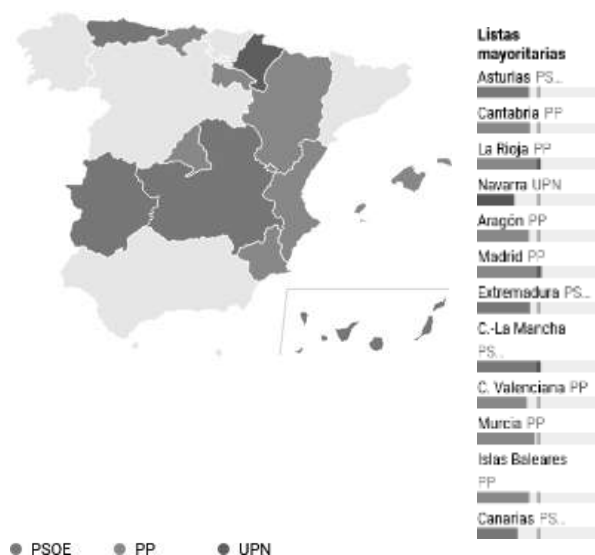 Listas
mayoritarias
Asturias PS...
Cantabria PP
La Rioja PP
Navarra UPN
Aragón PP
Madrid PP
Extremadura PS...
C.-La Mancha
PS...
C. Valenciana PP
Murcia PP
Islas Baleares
PP
Canarias PS...
PSOE PP UPN